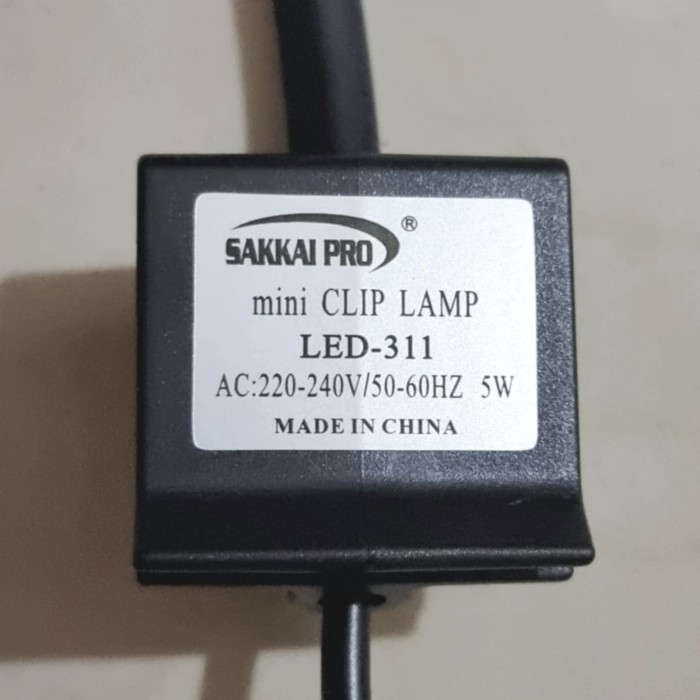 SAKKAI PRO ®
mini CLIP LAMP
LED-311
AC:220-240V/50-60HZ 5W
MADE IN CHINA